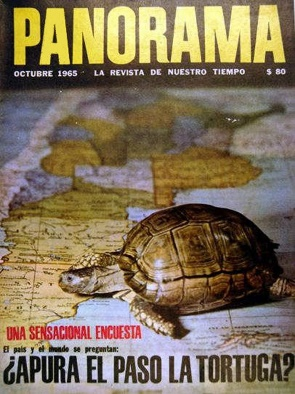 PANORAMA
OCTUBRE 1965 LA REVISTA DE NUESTRO TIEMPO $ 80
UNA SENSACIONAL ENCUESTA
El país y el mundo se preguntan:
¿APURA EL PASO LA TORTUGA?